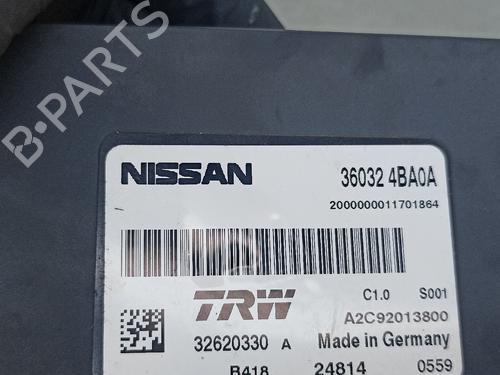 B-PARTS
NISSAN 36032 4BA0A
2000000011701864
C1.0 S001
TRW A2C92013800
32620330 A Made in Germany
B418 24814 0559